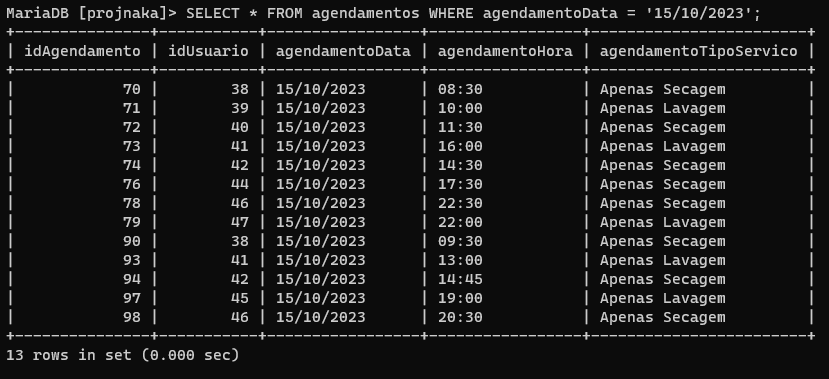 MariaDB [projnaka]> SELECT * FROM agendamentos WHERE agendamentoData = '15/10/2023';
+---------------+-----------+-----------------+-----------------+------------------------+
| idAgendamento | idUsuario | agendamentoData | agendamentoHora | agendamentoTipoServico |
+---------------+-----------+-----------------+-----------------+------------------------+
|            70 |        38 | 15/10/2023      | 08:30           | Apenas Secagem         |
|            71 |        39 | 15/10/2023      | 10:00           | Apenas Lavagem         |
|            72 |        40 | 15/10/2023      | 11:30           | Apenas Secagem         |
|            73 |        41 | 15/10/2023      | 16:00           | Apenas Lavagem         |
|            74 |        42 | 15/10/2023      | 14:30           | Apenas Secagem         |
|            76 |        44 | 15/10/2023      | 17:30           | Apenas Secagem         |
|            78 |        46 | 15/10/2023      | 22:30           | Apenas Secagem         |
|            79 |        47 | 15/10/2023      | 22:00           | Apenas Lavagem         |
|            90 |        38 | 15/10/2023      | 09:30           | Apenas Secagem         |
|            93 |        41 | 15/10/2023      | 13:00           | Apenas Lavagem         |
|            94 |        42 | 15/10/2023      | 14:45           | Apenas Secagem         |
|            97 |        45 | 15/10/2023      | 19:00           | Apenas Lavagem         |
|            98 |        46 | 15/10/2023      | 20:30           | Apenas Secagem         |
+---------------+-----------+-----------------+-----------------+------------------------+
13 rows in set (0.000 sec)